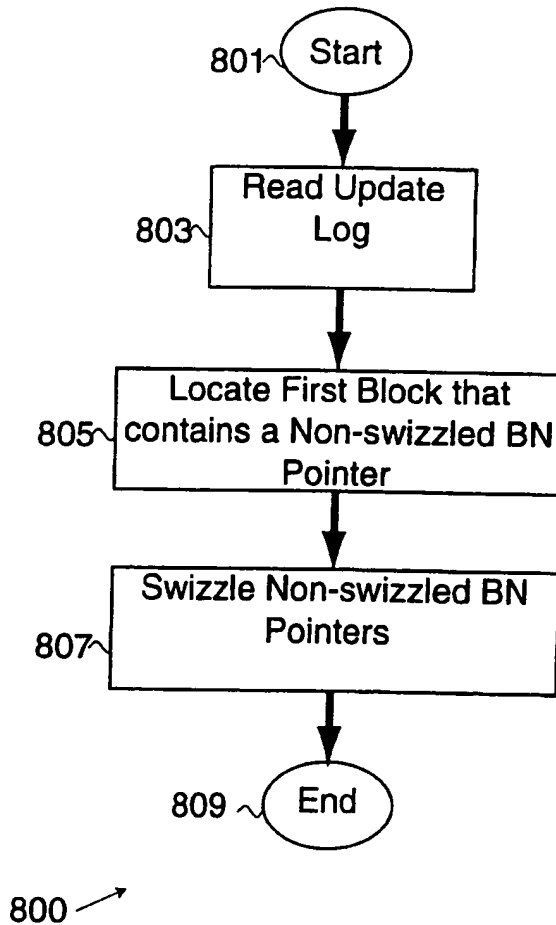 801
Start
803
Read Update
Log
805
Locate First Block that
contains a Non-swizzled BN
Pointer
807
Swizzle Non-swizzled BN
Pointers
809
End
800